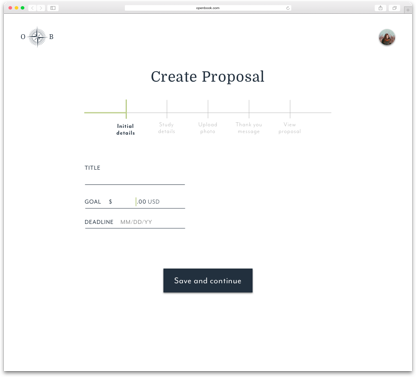 openbook.com
O B
Create Proposal
Initial details
Study details
Upload photo
Thank you message
View proposal
TITLE
GOAL $ .00 USD
DEADLINE MM/DD/YY
Save and continue